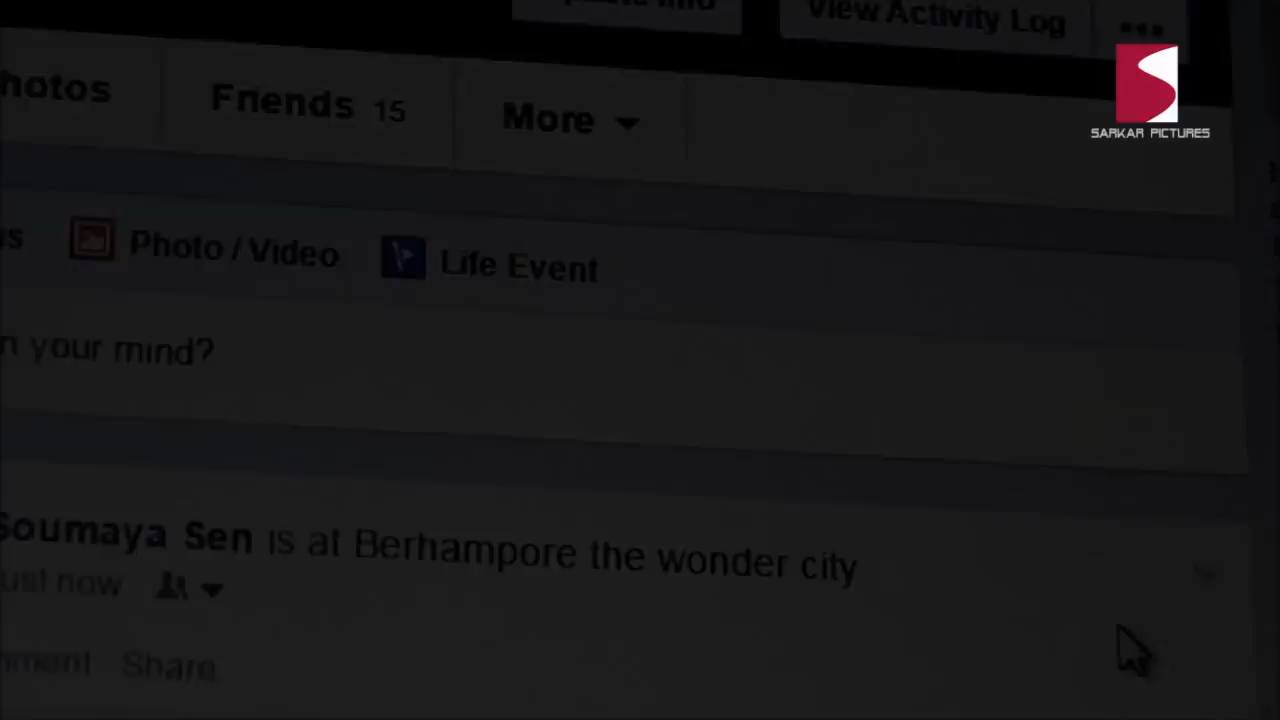 View Activity Log
SARKAR PICTURES
hotos
Friends 15
More
Photo / Video
Life Event
n your mind?
Soumaya Sen is at Berhampore the wonder city
ust now
mment Share